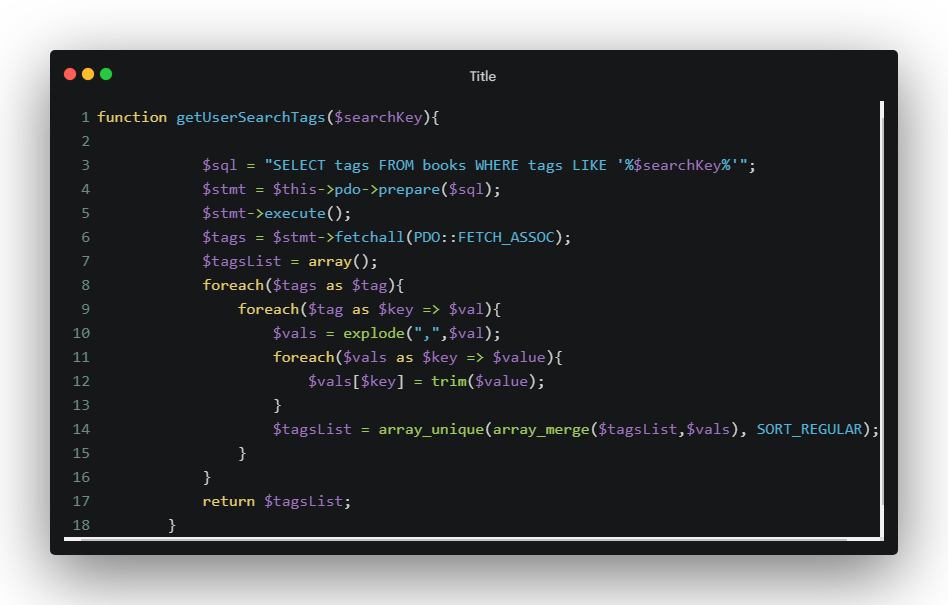 Title
1 function getUserSearchTags($searchKey){
2
3 $sql = "SELECT tags FROM books WHERE tags LIKE '%$searchKey%'";
4 $stmt = $this->pdo->prepare($sql);
5 $stmt->execute();
6 $tags = $stmt->fetchall(PDO::FETCH_ASSOC);
7 $tagsList = array();
8 foreach($tags as $tag){
9 foreach($tag as $key => $val){
10 $vals = explode(",",$val);
11 foreach($vals as $key => $value){
12 $vals[$key] = trim($value);
13 }
14 $tagsList = array_unique(array_merge($tagsList,$vals), SORT_REGULAR);
15 }
16 }
17 return $tagsList;
18 }